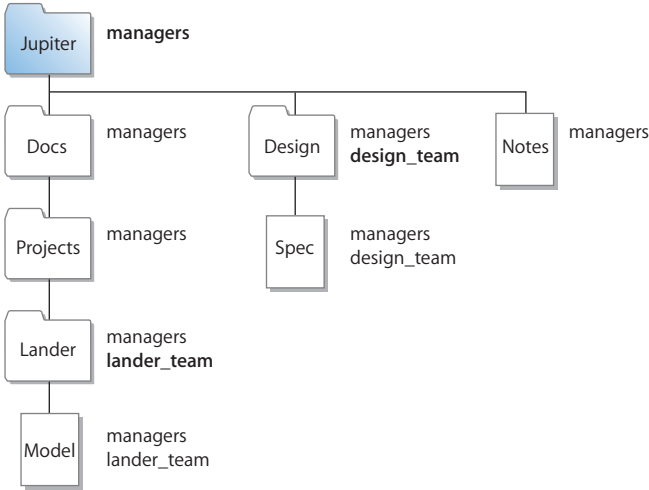 Jupiter
managers
Docs
managers
Design
managers
design_team
Notes
managers
Projects
managers
Spec
managers
design_team
Lander
managers
lander_team
Model
managers
lander_team